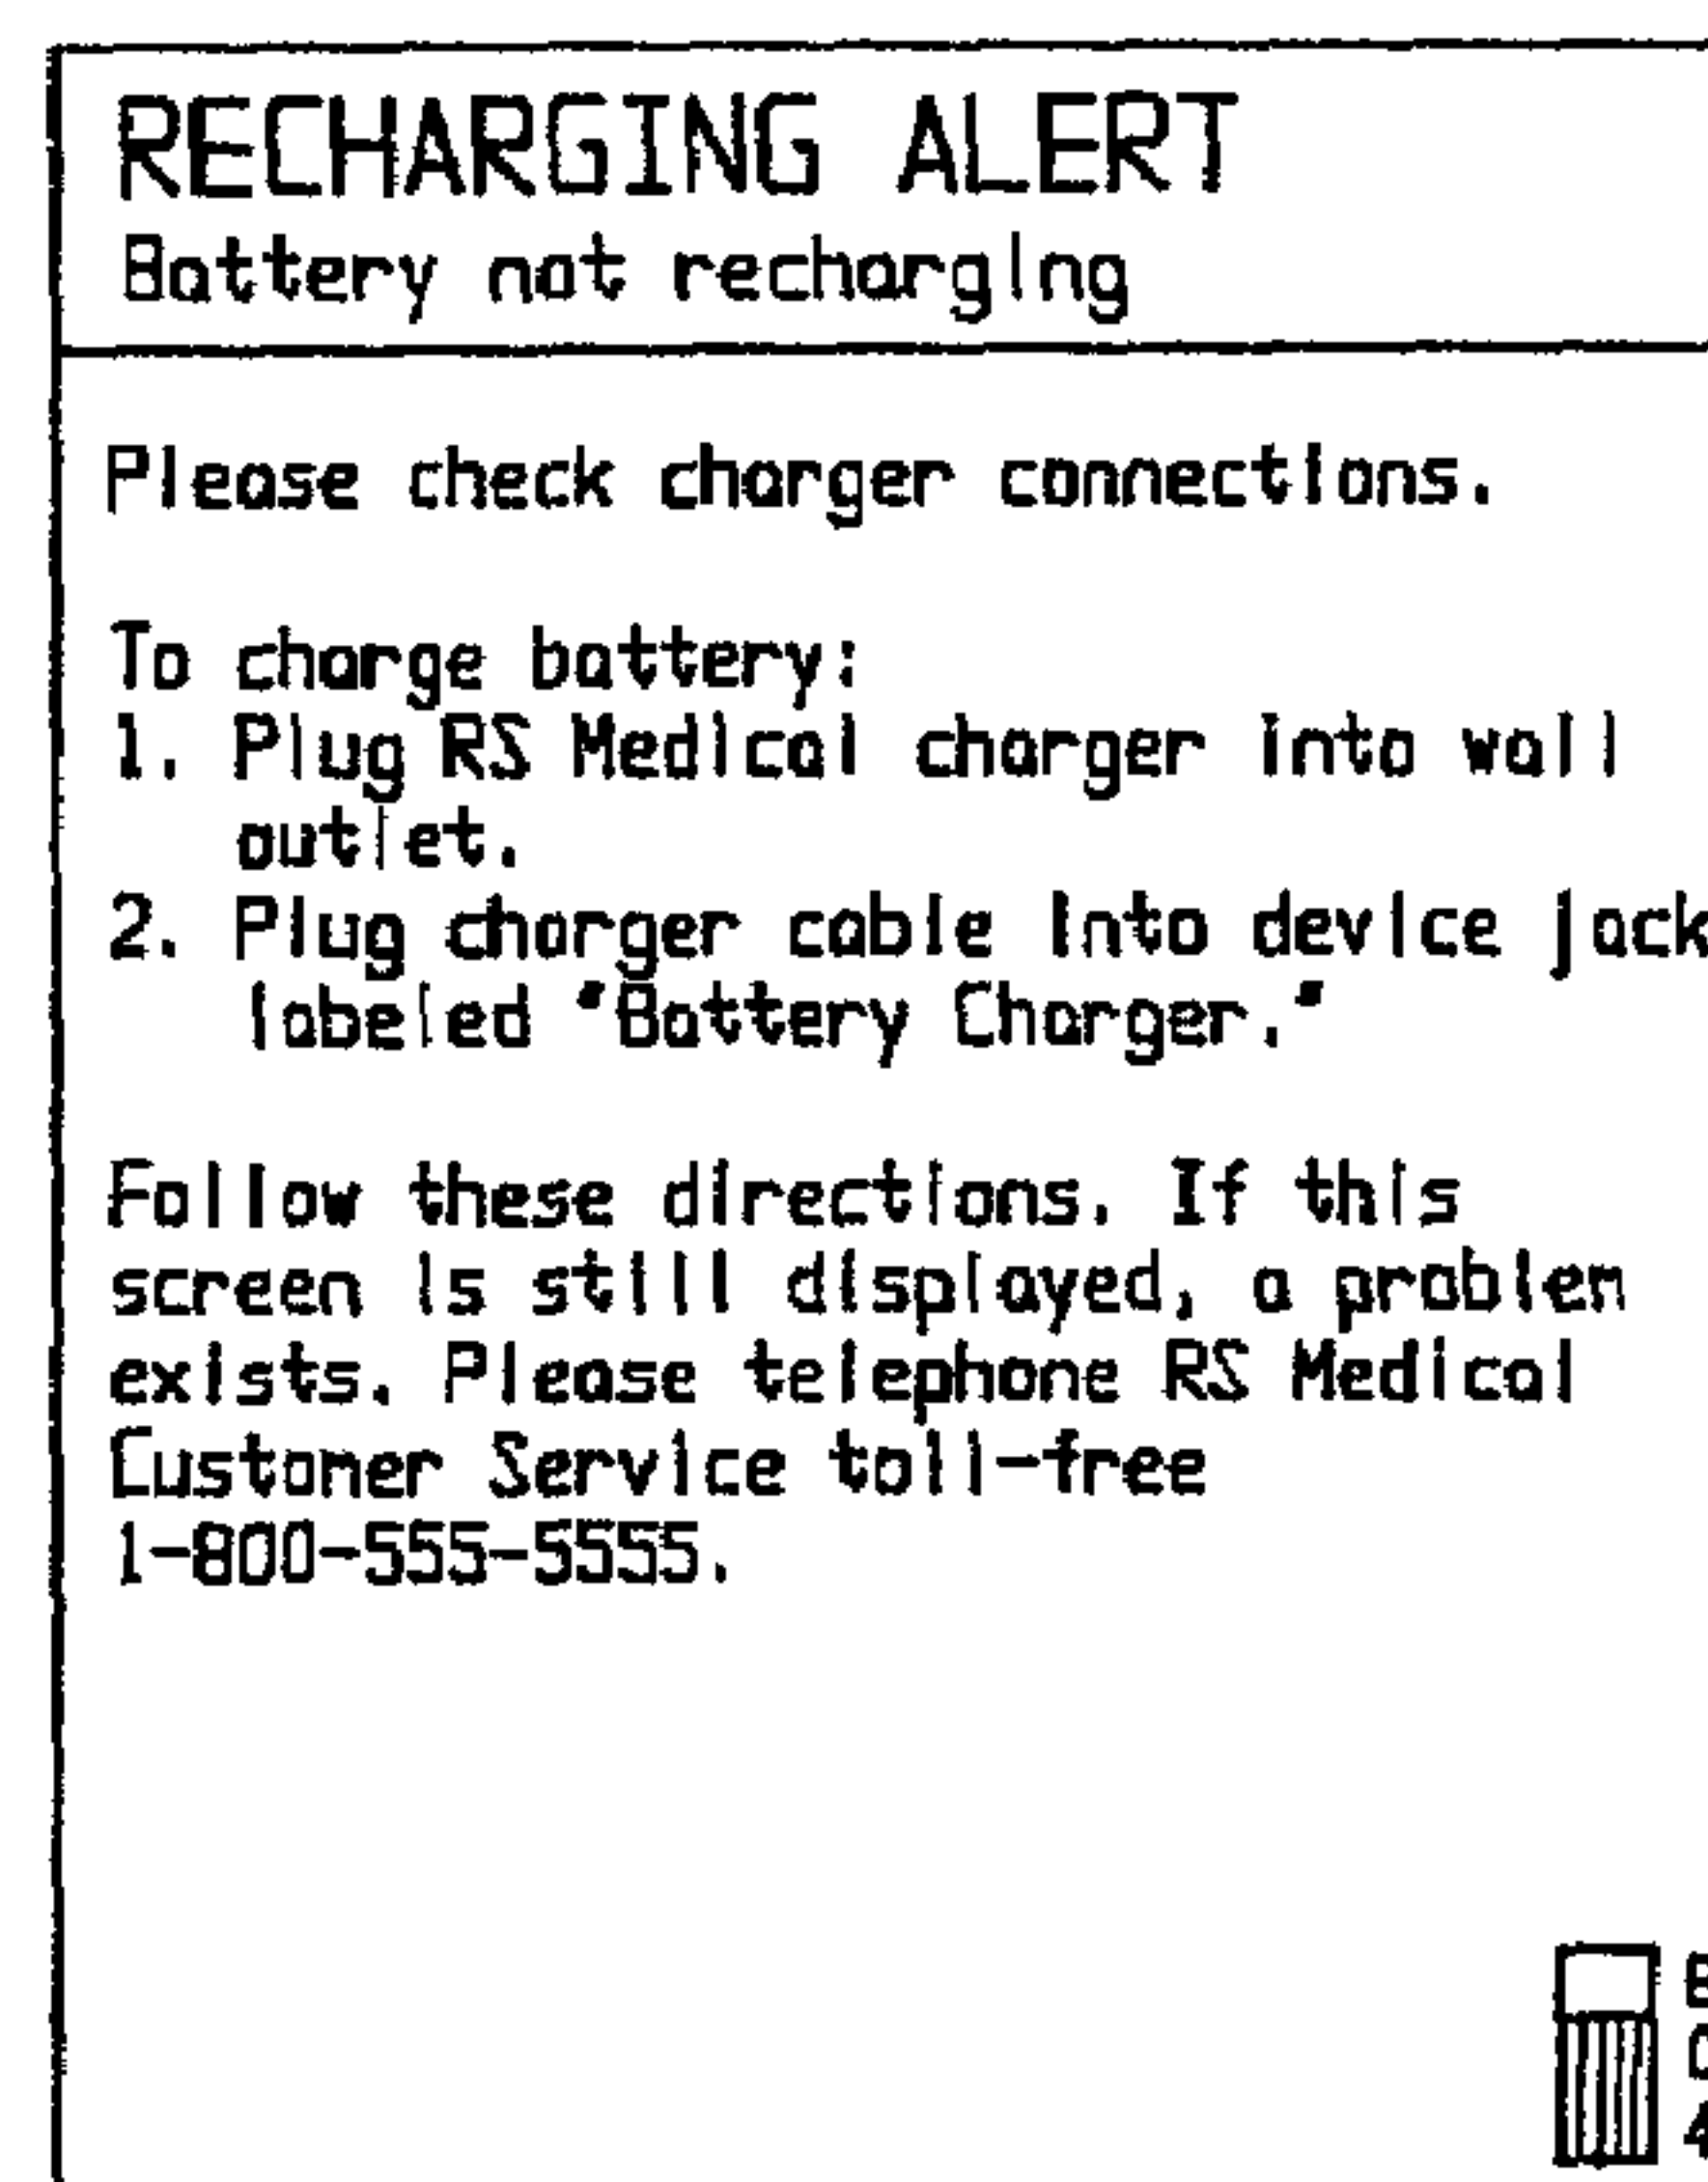 RECHARGING ALERT
Battery not recharging
Please check charger connections.
To charge battery:
1. Plug RS Medical charger into wall
outlet.
2. Plug charger cable into device jack
labeled "Battery Charger."
Follow these directions. If this
screen is still displayed, a problem
exists. Please telephone RS Medical
Customer Service toll-free
1-800-555-5555.